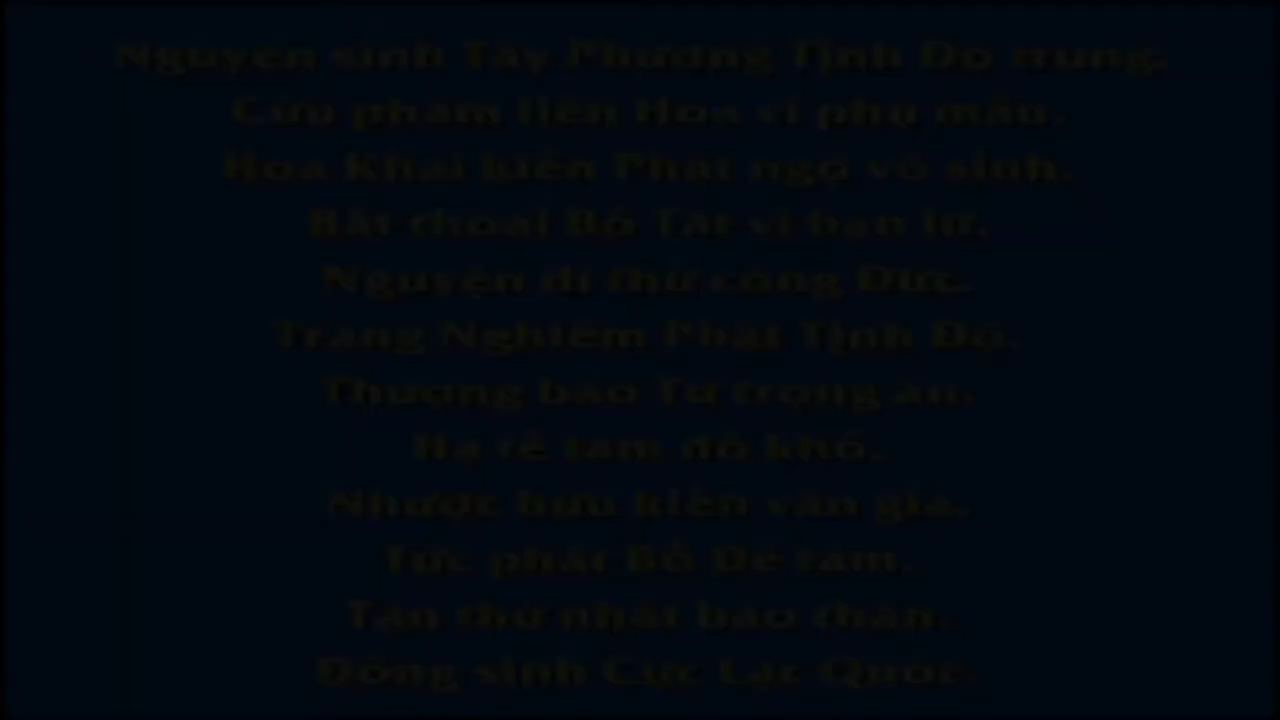 Nguyện sinh Tây Phương Tịnh Độ trung.
Cửu phẩm liên Hoa vi phụ mẫu.
Hoa Khai kiến Phật ngộ vô sinh.
Bất thoái Bồ Tát vi bạn lữ.
Nguyện dĩ thử công Đức.
Trang Nghiêm Phật Tịnh Độ.
Thượng báo Tứ trọng ân.
Hạ tế tam đồ khổ.
Nhược hữu kiến văn giả.
Tức phát Bồ Đề tâm.
Tận thử nhất báo thân.
Đồng sinh Cực Lạc Quốc.